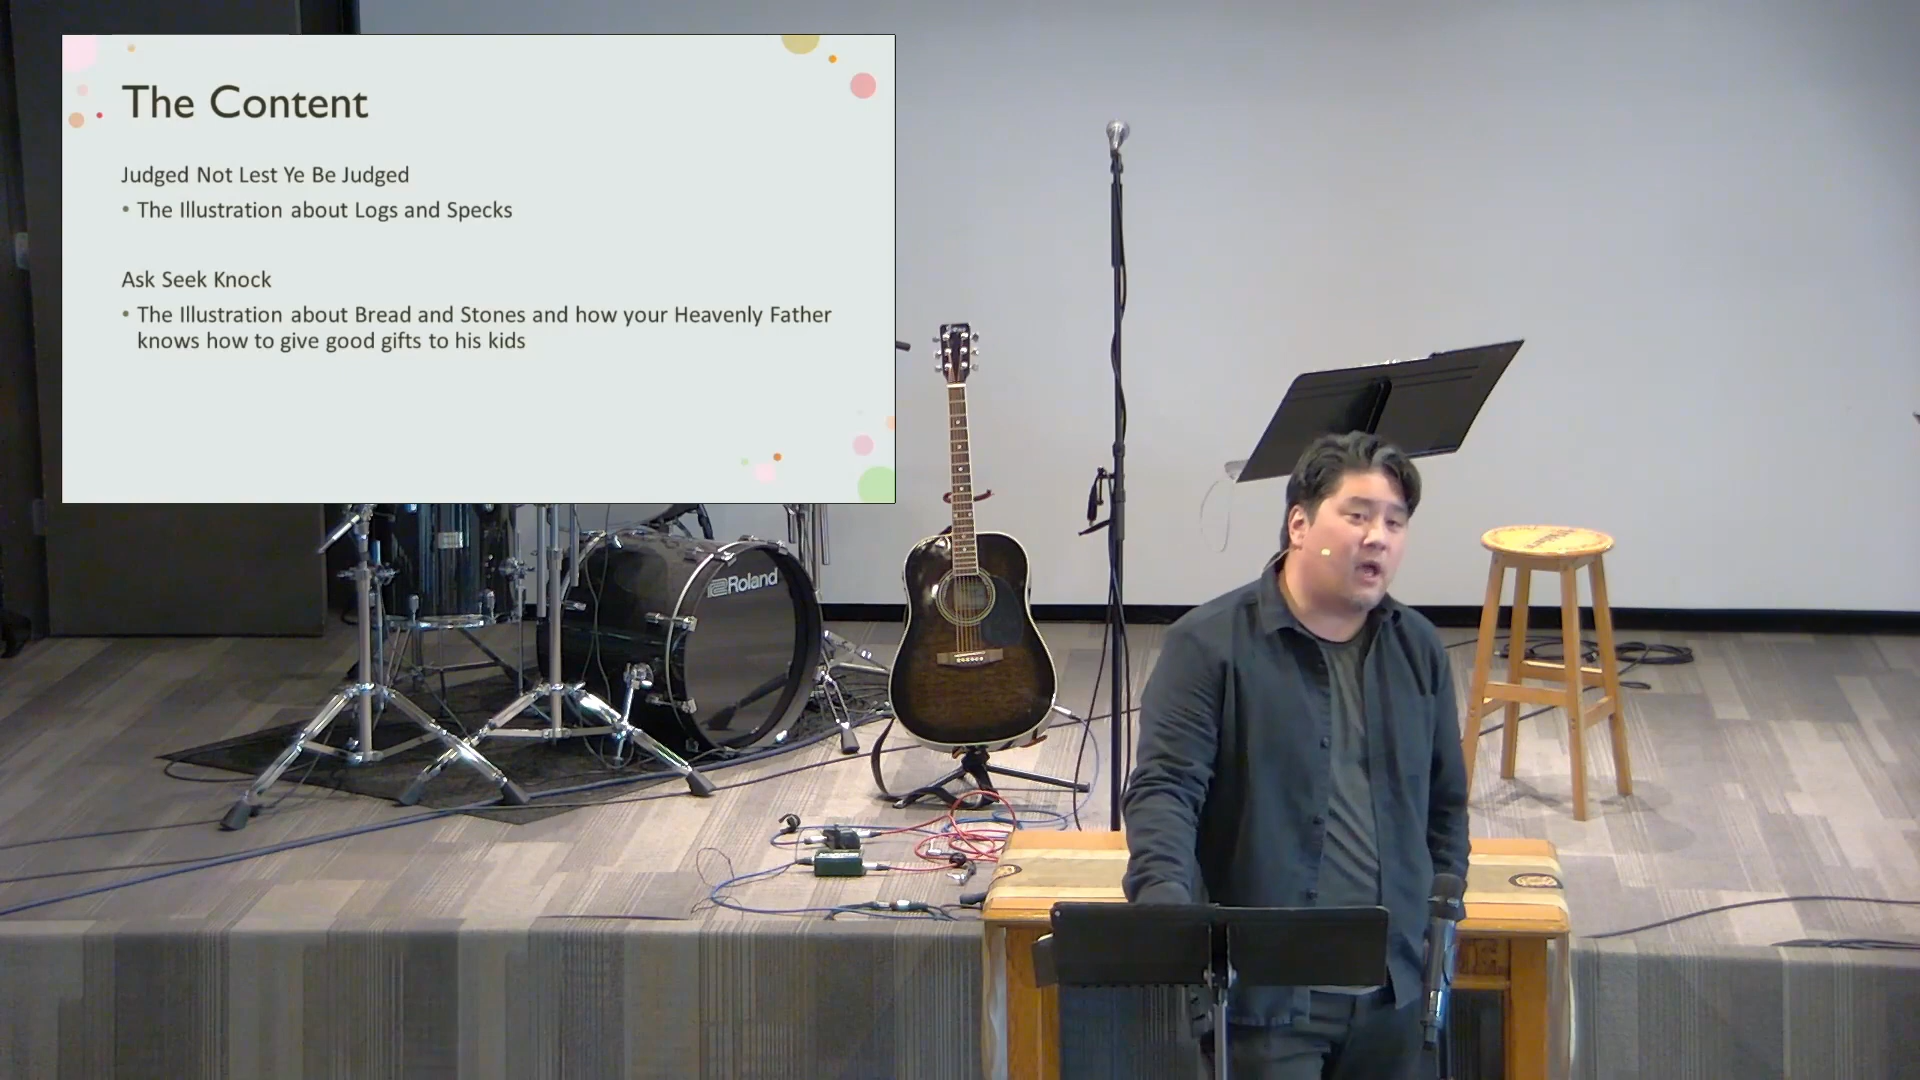 The Content
Judged Not Lest Ye Be Judged
• The Illustration about Logs and Specks
Ask Seek Knock
• The Illustration about Bread and Stones and how your Heavenly Father
knows how to give good gifts to his kids
Roland